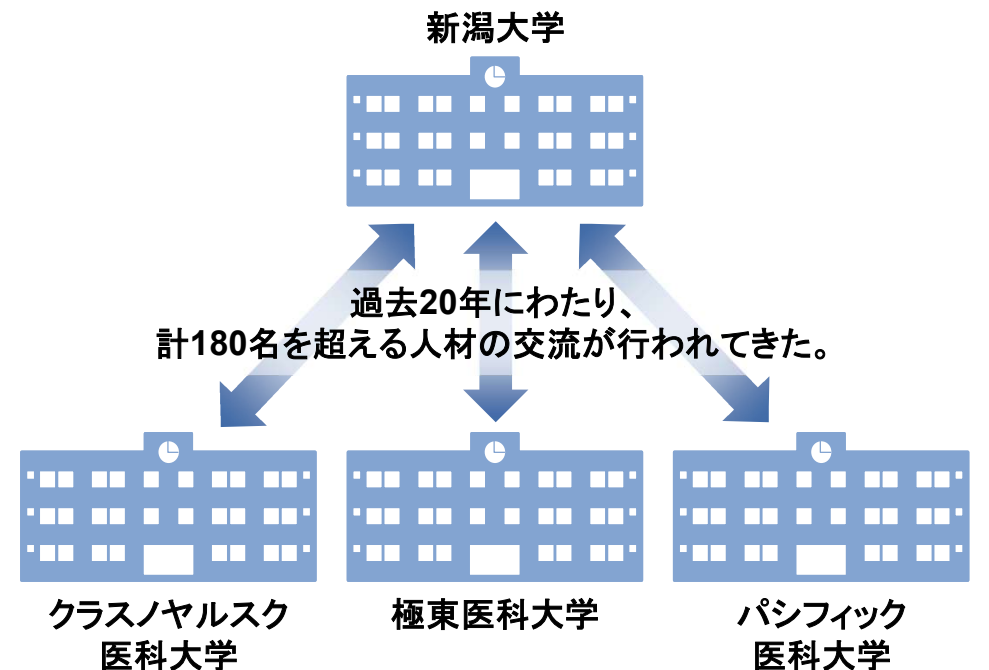 新潟大学
過去20年にわたり、
計180名を超える人材の交流が行われてきた。
クラスノヤルスク
医科大学
極東医科大学
パシフィック
医科大学